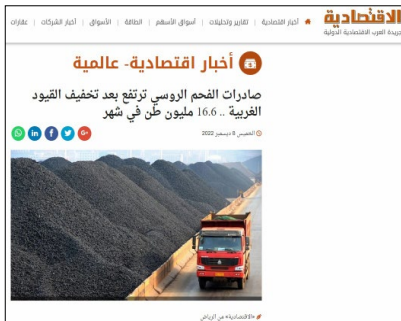 الاقتصادية
جريدة العرب الاقتصادية الدولية
أخبار اقتصادية | تقارير وتحليلات | أسواق الأسهم | الطاقة | الأسواق | أخبار الشركات | عقارات
أخبار اقتصادية- عالمية
صادرات الفحم الروسي ترتفع بعد تخفيف القيود
الغربية .. 16.6 مليون طن في شهر
الخميس 8 ديسمبر 2022
«الاقتصادية» من الرياض